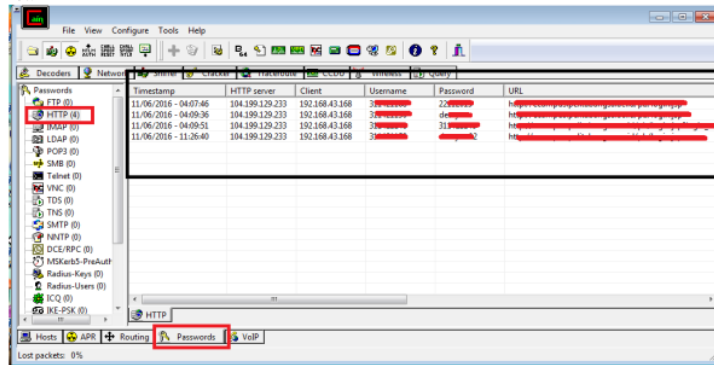 Cain
File View Configure Tools Help
Decoders Network Sniffer Cracker Traceroute CCDU Wireless Query
Passwords
FTP (0)
HTTP (4)
IMAP (0)
LDAP (0)
POP3 (0)
SMB (0)
Telnet (0)
VNC (0)
TDS (0)
TNS (0)
SMTP (0)
NNTP (0)
DCE/RPC (0)
MSKerb5-PreAuth
Radius-Keys (0)
Radius-Users (0)
ICQ (0)
IKE-PSK (0)
Timestamp HTTP server Client Username Password URL
11/06/2016 - 04:07:46 104.199.129.233 192.168.43.168
11/06/2016 - 04:09:36 104.199.129.233 192.168.43.168
11/06/2016 - 04:09:51 104.199.129.233 192.168.43.168
11/06/2016 - 11:26:40 104.199.129.233 192.168.43.168
HTTP
Hosts APR Routing Passwords VoIP
Lost packets: 0%